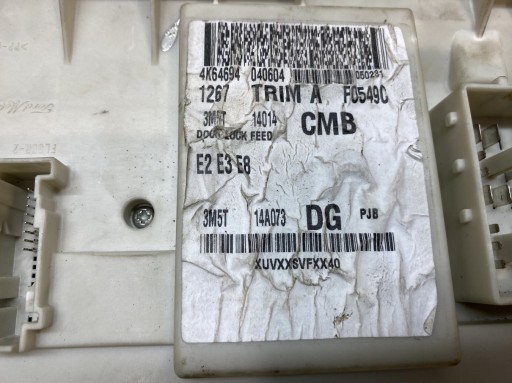 4K64694 040604 050231
1267 TRIM A F0549C
3M5T 14014 CMB
DOOR LOCK FEED
E2 E3 E8
3M5T 14A073 DG PJB
XUVXXSVFXX40